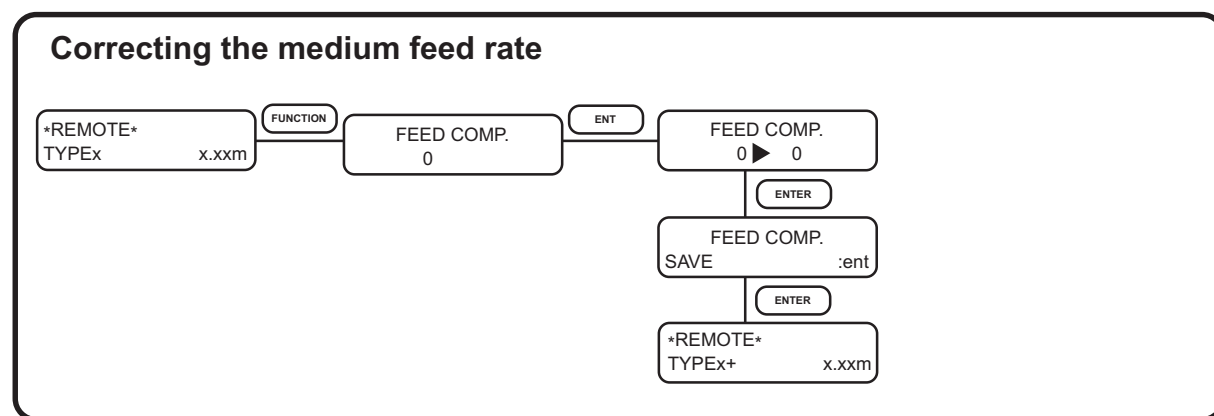 Correcting the medium feed rate
*REMOTE*
TYPEx x.xxm
FUNCTION
FEED COMP.
0
ENT
FEED COMP.
0 ▶ 0
ENTER
FEED COMP.
SAVE :ent
ENTER
*REMOTE*
TYPEx+ x.xxm